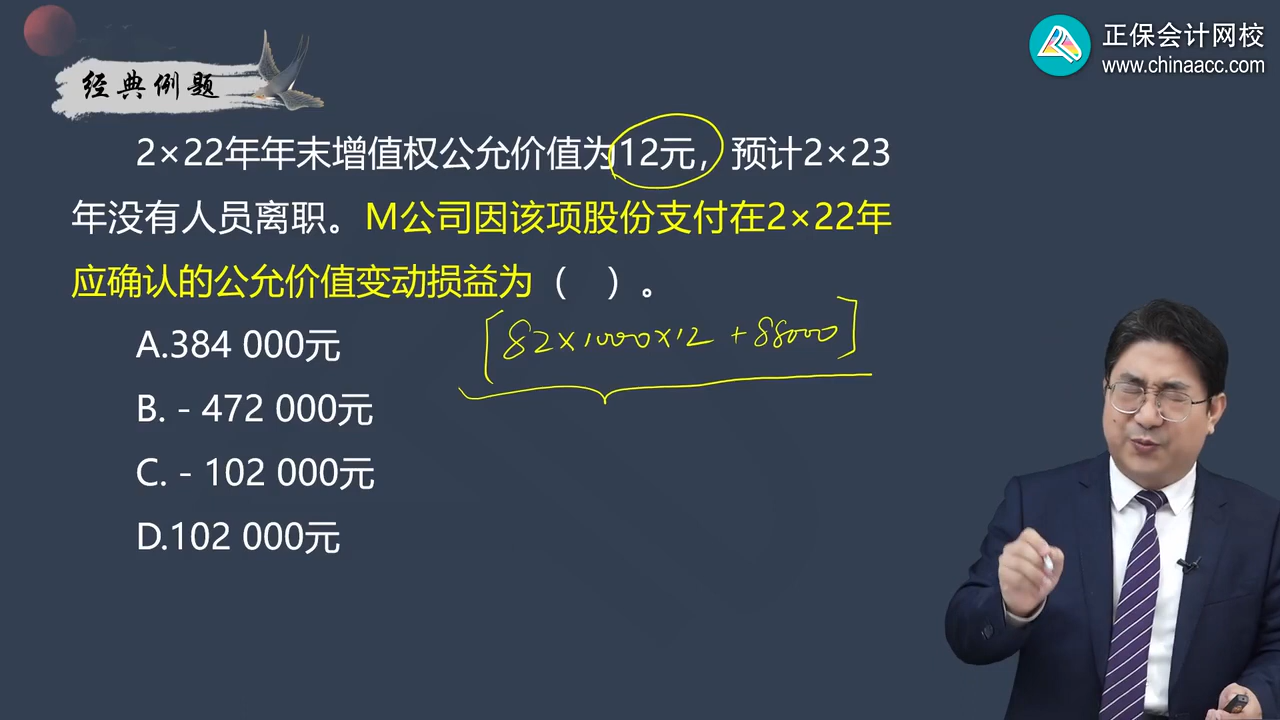 正保会计网校
www.chinaacc.com
经典例题
2×22年年末增值权公允价值为12元，预计2×23
年没有人员离职。M公司因该项股份支付在2×22年
应确认的公允价值变动损益为（　）。
A.384 000元
[82×1000×12+88000]
B.－472 000元
C.－102 000元
D.102 000元